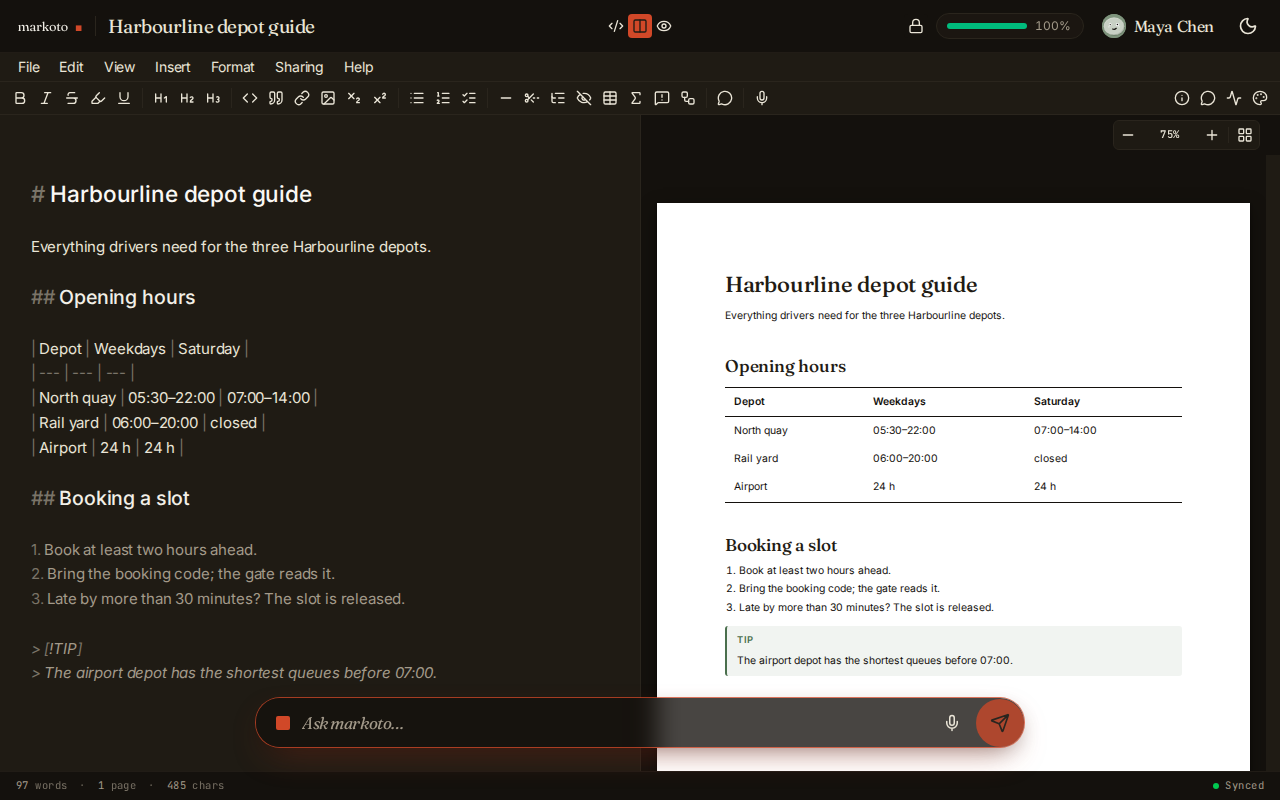 markoto
Harbourline depot guide
100%
Maya Chen
File Edit View Insert Format Sharing Help
H1 H2 H3
75%
# Harbourline depot guide
Everything drivers need for the three Harbourline depots.
## Opening hours
| Depot | Weekdays | Saturday |
| --- | --- | --- |
| North quay | 05:30–22:00 | 07:00–14:00 |
| Rail yard | 06:00–20:00 | closed |
| Airport | 24 h | 24 h |
## Booking a slot
1. Book at least two hours ahead.
2. Bring the booking code; the gate reads it.
3. Late by more than 30 minutes? The slot is released.
> [!TIP]
> The airport depot has the shortest queues before 07:00.
Harbourline depot guide
Everything drivers need for the three Harbourline depots.
Opening hours
Depot Weekdays Saturday
North quay 05:30–22:00 07:00–14:00
Rail yard 06:00–20:00 closed
Airport 24 h 24 h
Booking a slot
1. Book at least two hours ahead.
2. Bring the booking code; the gate reads it.
3. Late by more than 30 minutes? The slot is released.
TIP
The airport depot has the shortest queues before 07:00.
Ask markoto...
97 words · 1 page · 485 chars
Synced